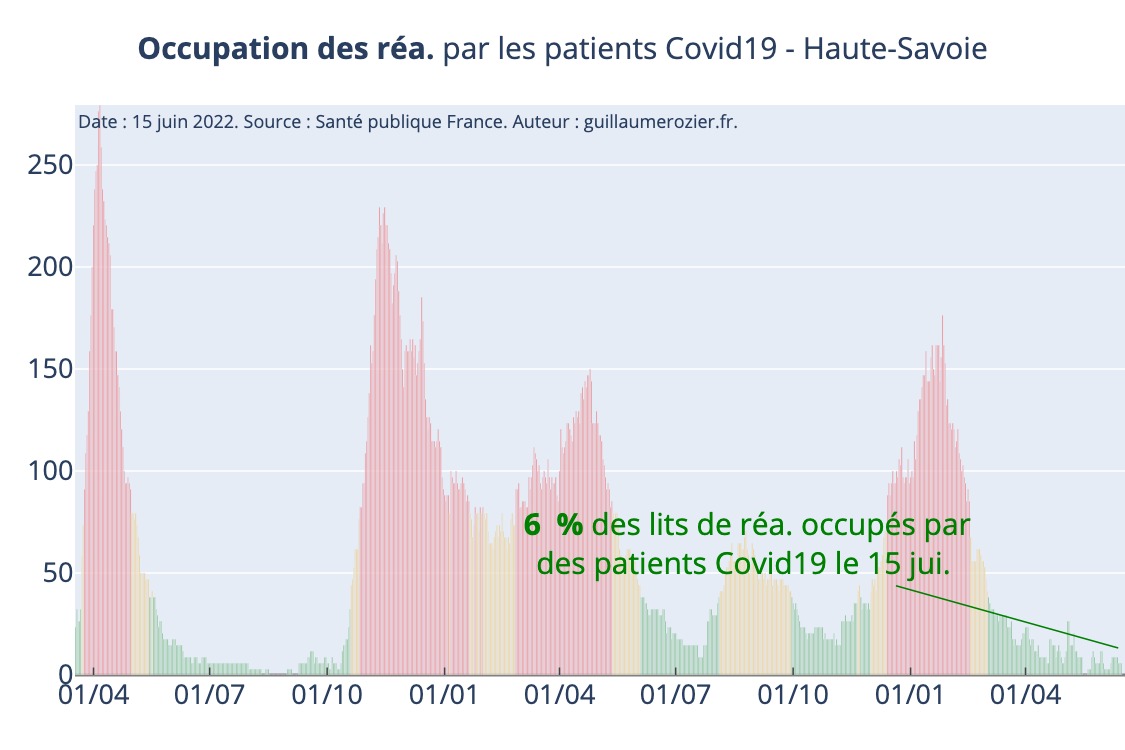 Occupation des réa. par les patients Covid19 - Haute-Savoie
Date : 15 juin 2022. Source : Santé publique France. Auteur : guillaumerozier.fr.
250
200
150
100
6 % des lits de réa. occupés par
des patients Covid19 le 15 jui.
50
0
01/04 01/07 01/10 01/01 01/04 01/07 01/10 01/01 01/04